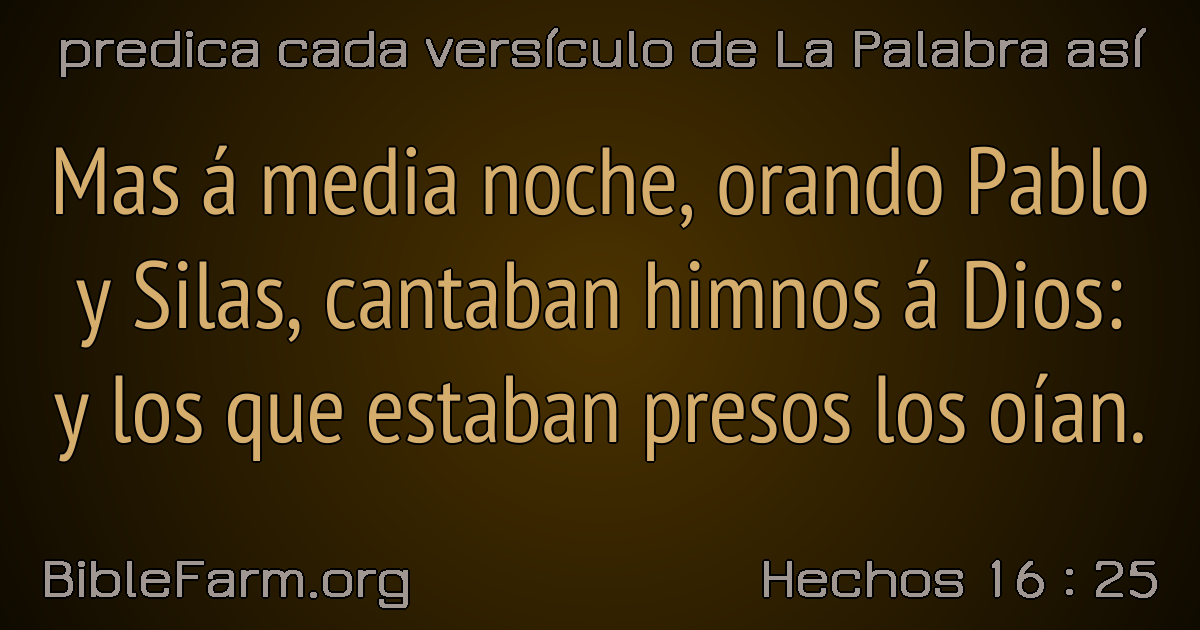 predica cada versículo de La Palabra así
Mas á media noche, orando Pablo
y Silas, cantaban himnos á Dios:
y los que estaban presos los oían.
BibleFarm.org
Hechos 16 : 25